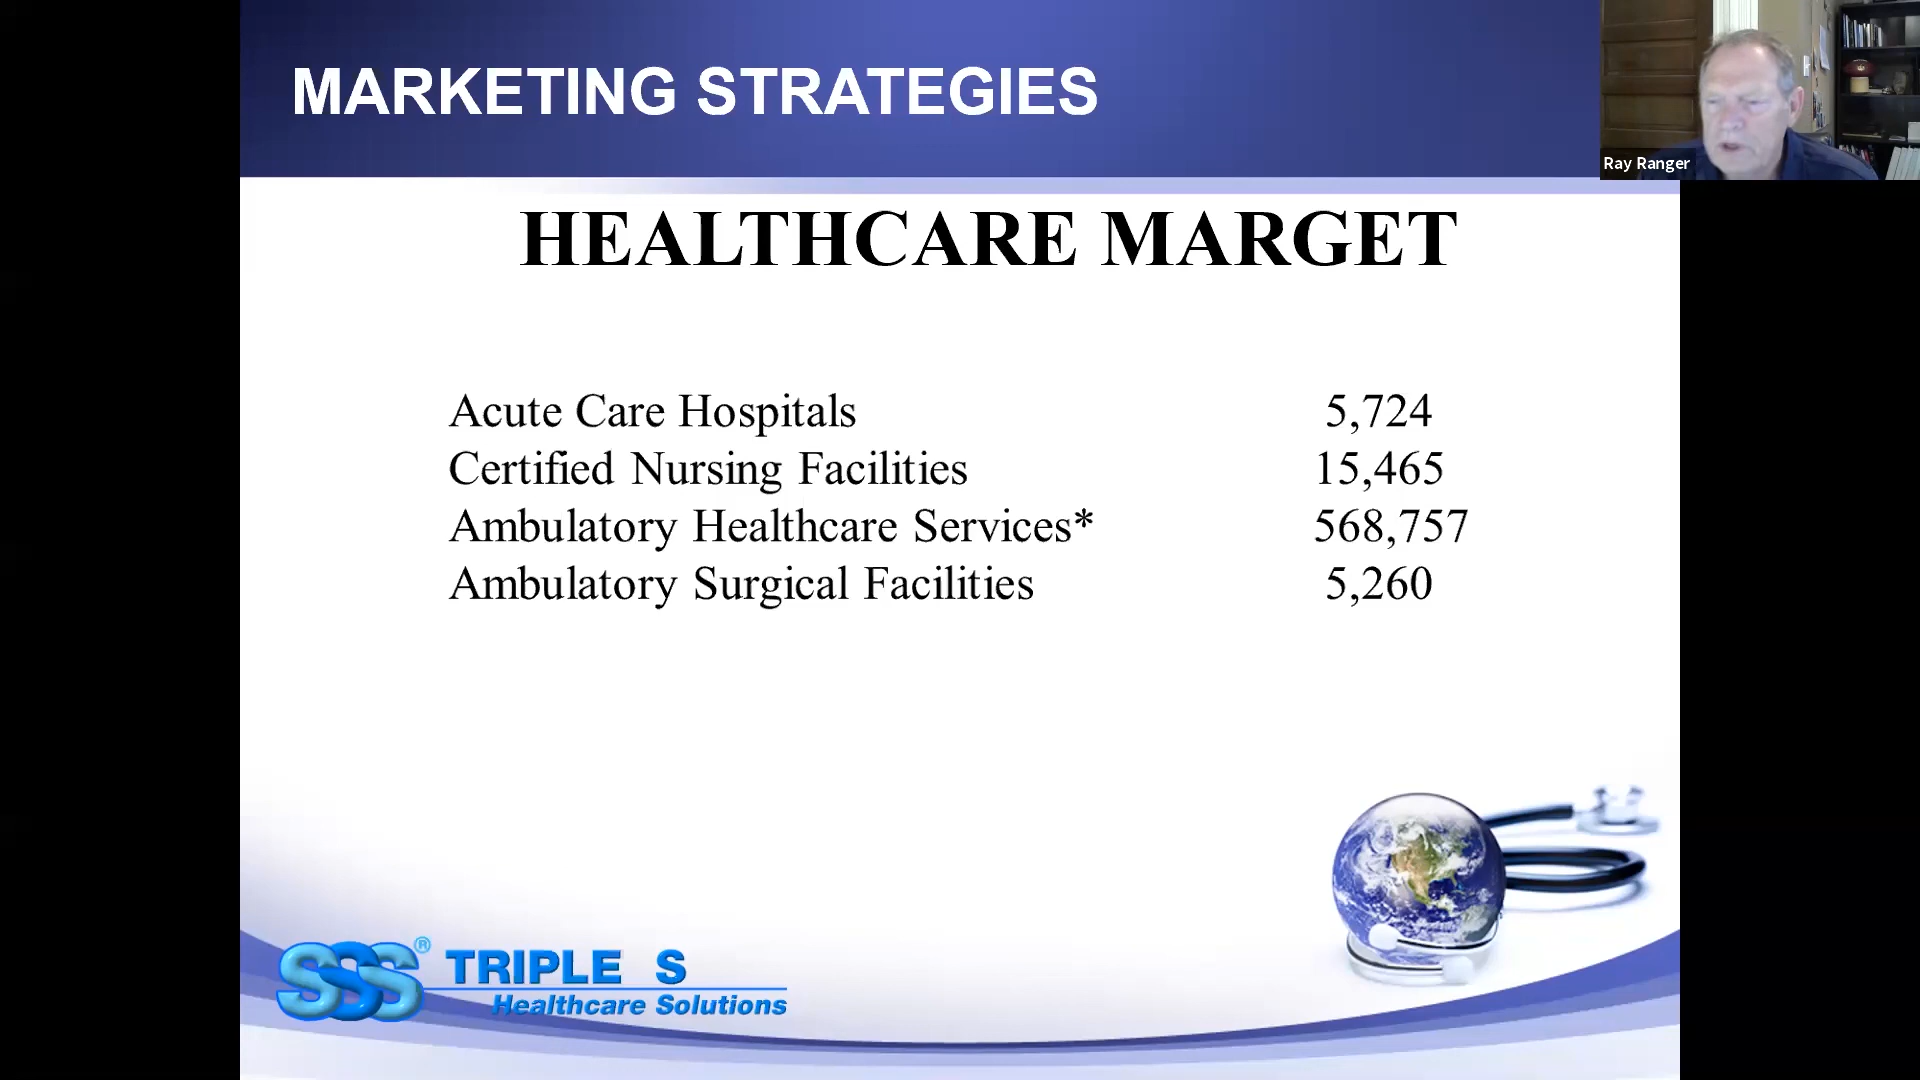 MARKETING STRATEGIES
Ray Ranger
HEALTHCARE MARGET
Acute Care Hospitals 5,724
Certified Nursing Facilities 15,465
Ambulatory Healthcare Services* 568,757
Ambulatory Surgical Facilities 5,260
SSS® TRIPLE S
Healthcare Solutions